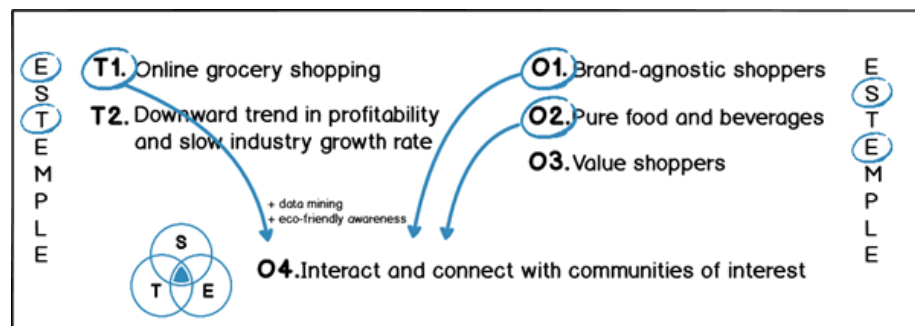 E
S
T
E
M
P
L
E
T1. Online grocery shopping
T2. Downward trend in profitability
and slow industry growth rate
O1. Brand-agnostic shoppers
O2. Pure food and beverages
O3. Value shoppers
E
S
T
E
M
P
L
E
+ data mining
+ eco-friendly awareness
S
T E
O4. Interact and connect with communities of interest